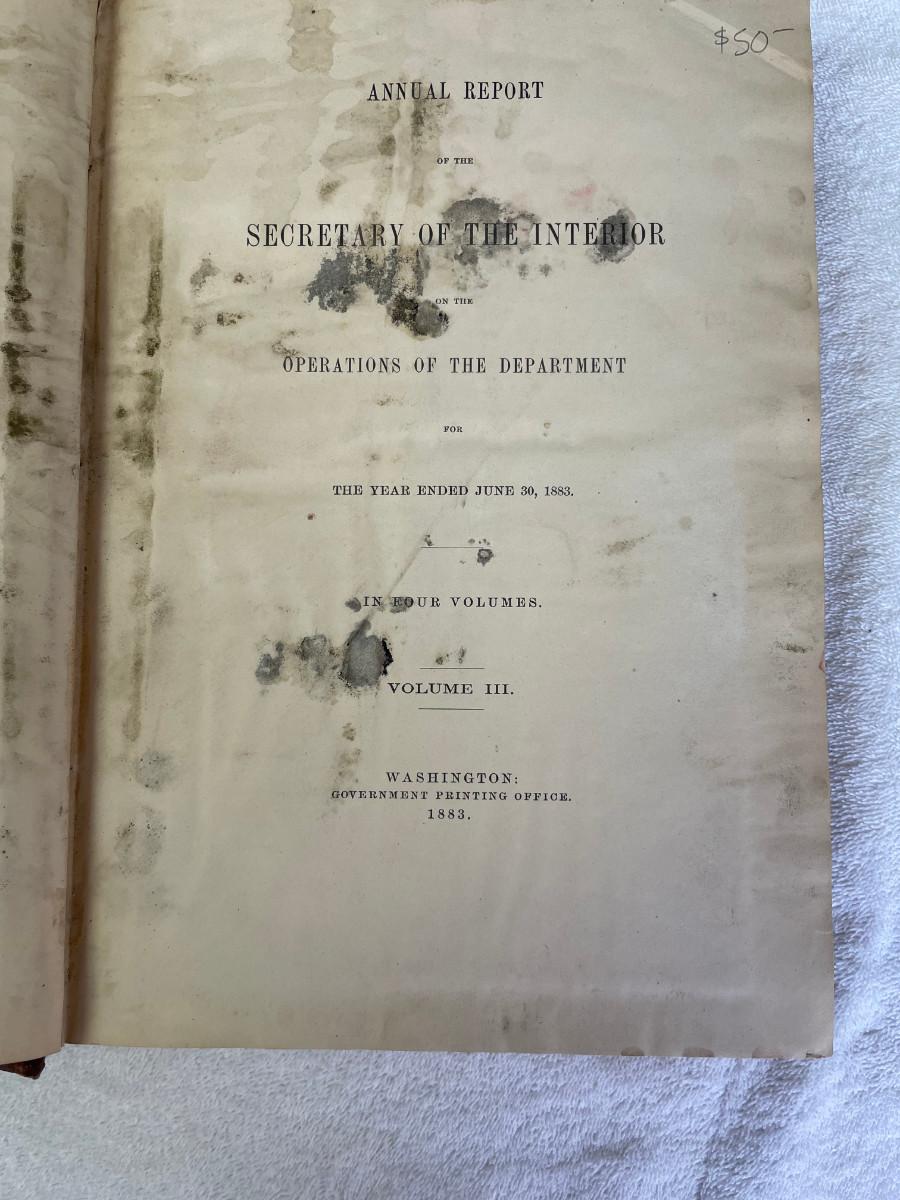 $50-
ANNUAL REPORT
OF THE
SECRETARY OF THE INTERIOR
ON THE
OPERATIONS OF THE DEPARTMENT
FOR
THE YEAR ENDED JUNE 30, 1883.
IN FOUR VOLUMES.
VOLUME III.
WASHINGTON:
GOVERNMENT PRINTING OFFICE.
1883.